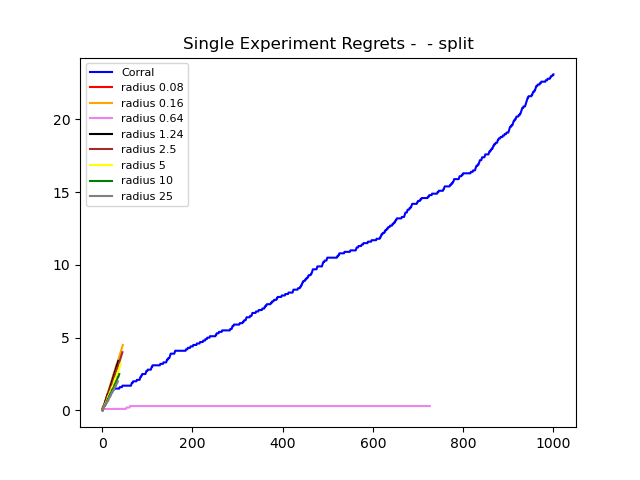 Single Experiment Regrets -  - split
Corral
radius 0.08
radius 0.16
radius 0.64
radius 1.24
radius 2.5
radius 5
radius 10
radius 25
20
15
10
5
0
0 200 400 600 800 1000